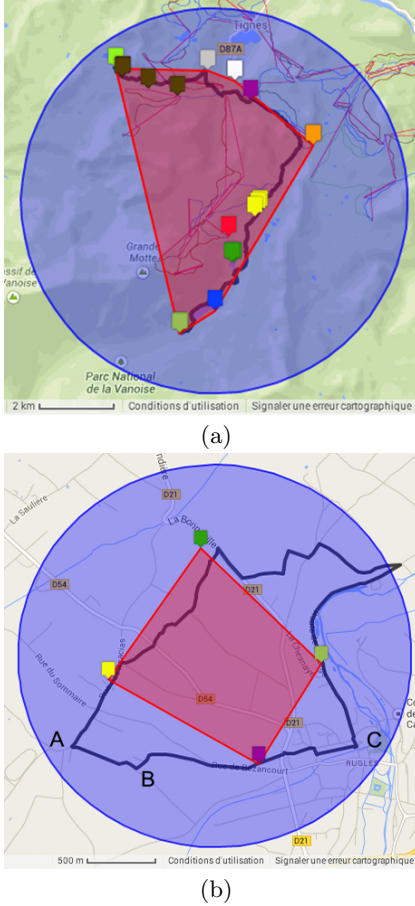 Tignes
D87A
Grande
Motte
assif de
Vanoise
Parc National
de la Vanoise
2 km
Conditions d'utilisation
Signaler une erreur cartographique
(a)
D21
La Saulière
La Bonneville
D54
D21
Rue du Sommaire
D54
D21
A
C
B
Rue de Bézancourt
RUGLES
D21
500 m
Conditions d'utilisation
Signaler une erreur cartographique
(b)